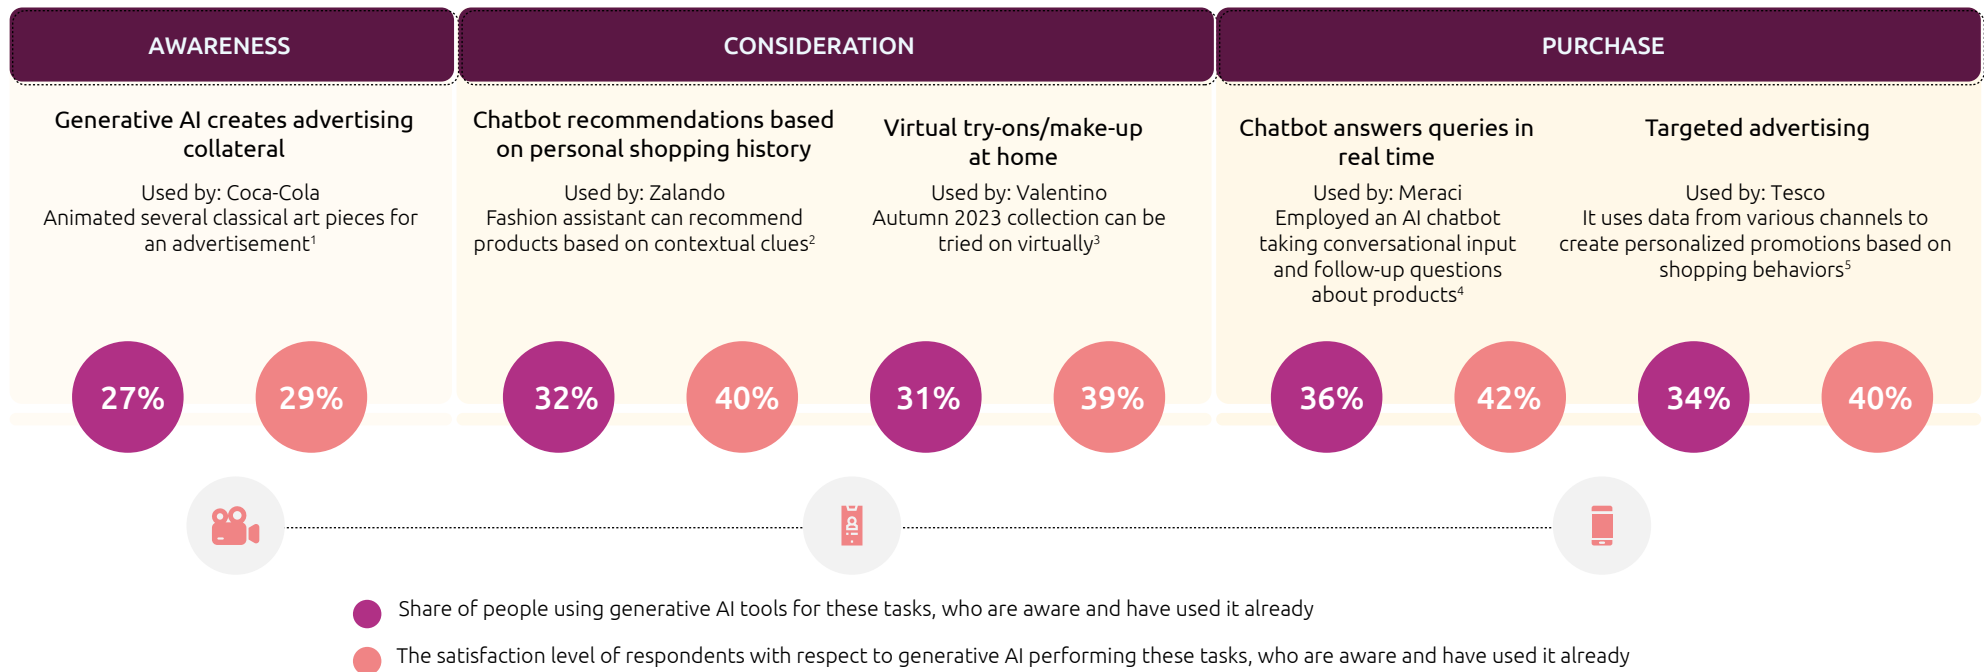 AWARENESS
CONSIDERATION
PURCHASE
Generative AI creates advertising
collateral
Used by: Coca-Cola
Animated several classical art pieces for
an advertisement¹
Chatbot recommendations based
on personal shopping history
Used by: Zalando
Fashion assistant can recommend
products based on contextual clues²
Virtual try-ons/make-up
at home
Used by: Valentino
Autumn 2023 collection can be
tried on virtually³
Chatbot answers queries in
real time
Used by: Meraci
Employed an AI chatbot
taking conversational input
and follow-up questions
about products⁴
Targeted advertising
Used by: Tesco
It uses data from various channels to
create personalized promotions based on
shopping behaviors⁵
27%
29%
32%
40%
31%
39%
36%
42%
34%
40%
Share of people using generative AI tools for these tasks, who are aware and have used it already
The satisfaction level of respondents with respect to generative AI performing these tasks, who are aware and have used it already